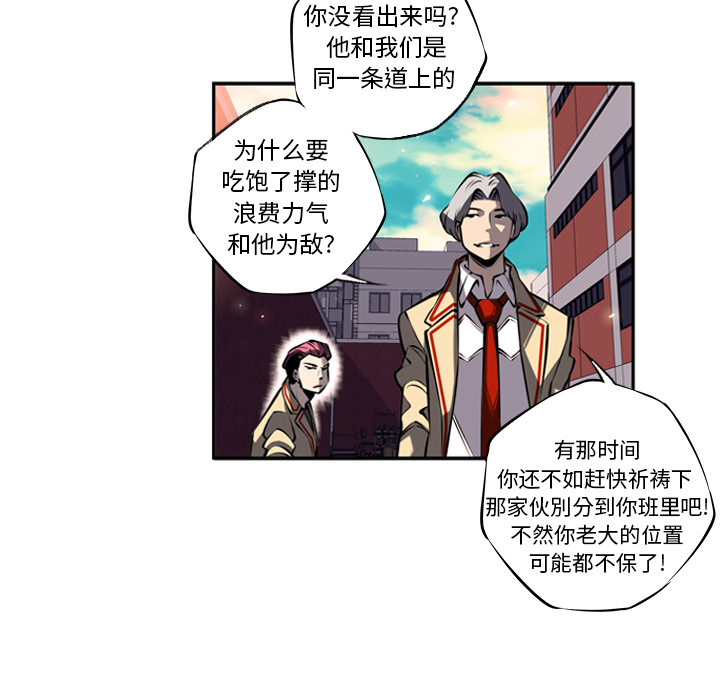 你没看出来吗?
他和我们是
同一条道上的
为什么要
吃饱了撑的
浪费力气
和他为敌?
有那时间
你还不如赶快祈祷下
那家伙別分到你班里吧!
不然你老大的位置
可能都不保了!